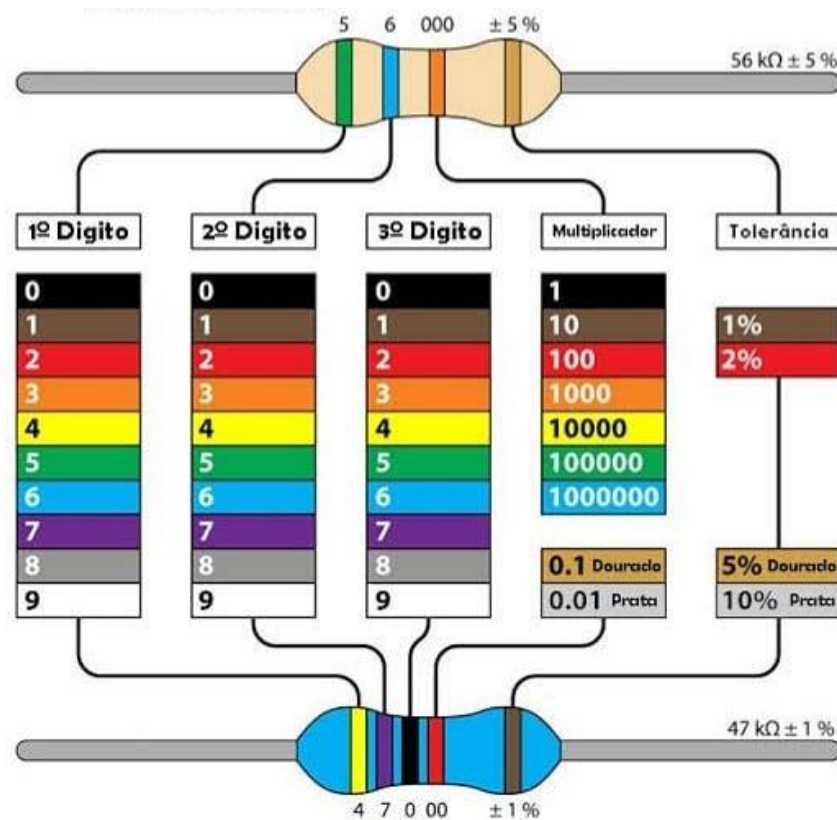 5 6 000 ± 5 %
56 kΩ ± 5 %
1º Digito 2º Digito 3º Digito Multiplicador Tolerância
0 0 0 1
1 1 1 10 1%
2 2 2 100 2%
3 3 3 1000
4 4 4 10000
5 5 5 100000
6 6 6 1000000
7 7 7
8 8 8 0.1 Dourado 5% Dourado
9 9 9 0.01 Prata 10% Prata
47 kΩ ± 1 %
4 7 0 00 ± 1 %